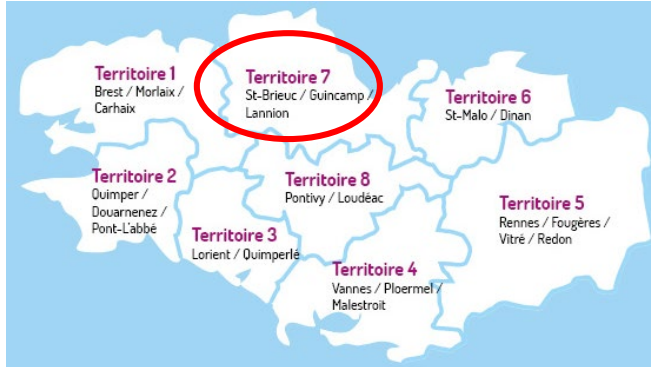 Territoire 1
Brest / Morlaix /
Carhaix
Territoire 7
St-Brieuc / Guincamp /
Lannion
Territoire 6
St-Malo / Dinan
Territoire 2
Quimper /
Douarnenez /
Pont-L'abbé
Territoire 8
Pontivy / Loudéac
Territoire 5
Rennes / Fougères /
Vitré / Redon
Territoire 3
Lorient / Quimperlé
Territoire 4
Vannes / Ploermel /
Malestroit